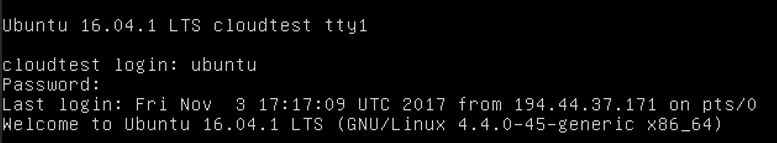 Ubuntu 16.04.1 LTS cloudtest tty1
cloudtest login: ubuntu
Password:
Last login: Fri Nov  3 17:17:09 UTC 2017 from 194.44.37.171 on pts/0
Welcome to Ubuntu 16.04.1 LTS (GNU/Linux 4.4.0-45-generic x86_64)